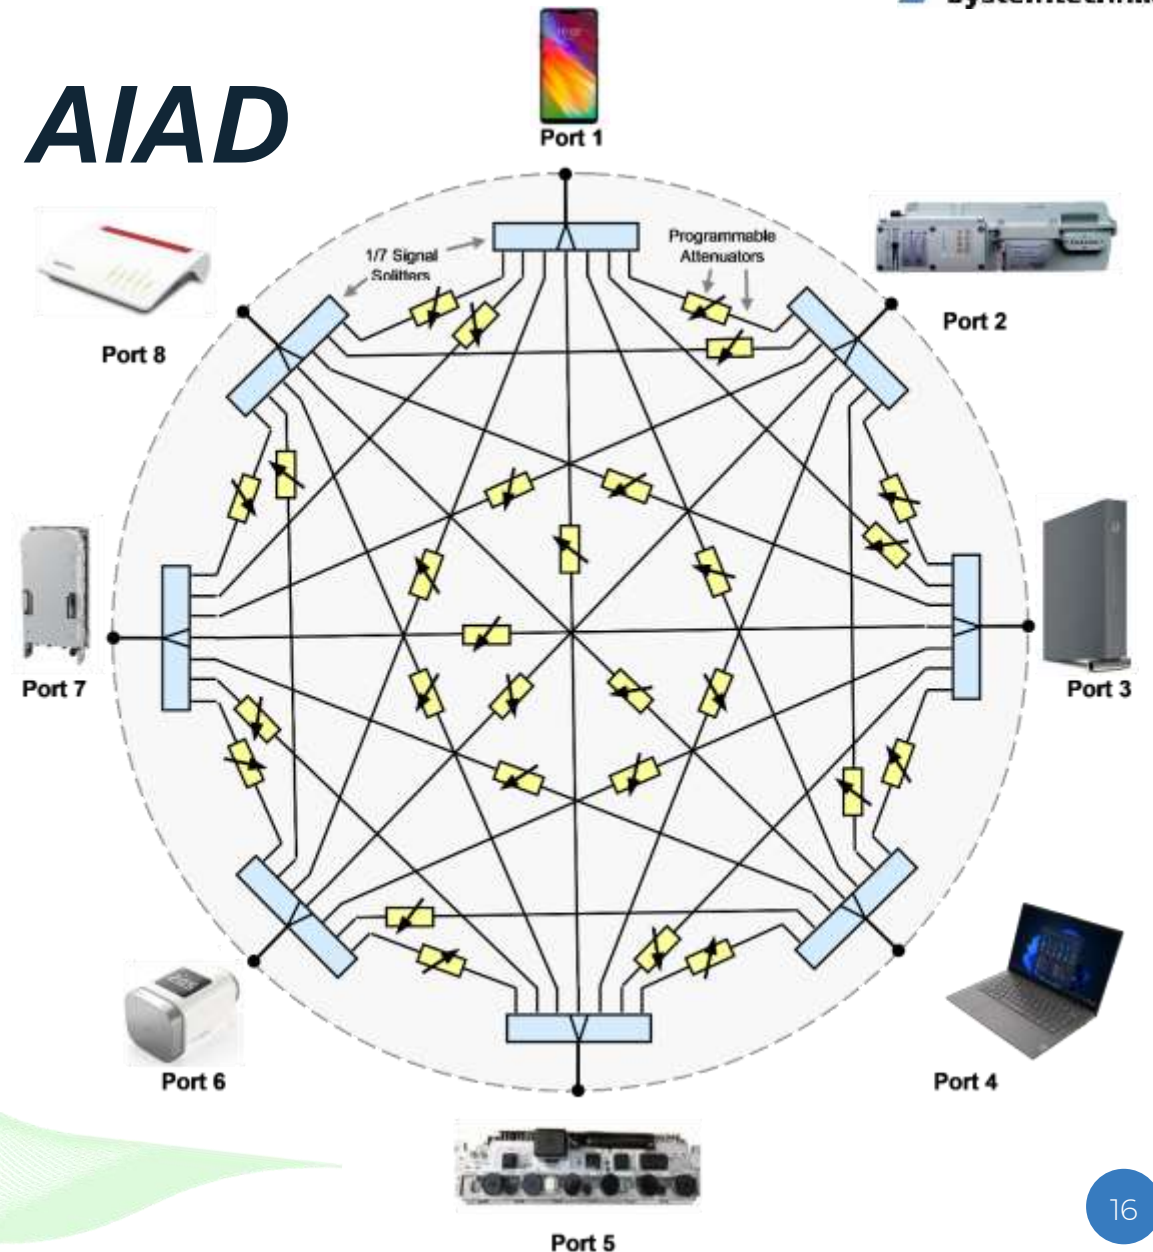 AIAD
Port 1
1/7 Signal
Splitters
Programmable
Attenuators
Port 2
Port 8
Port 7
Port 3
Port 6
Port 4
Port 5
16